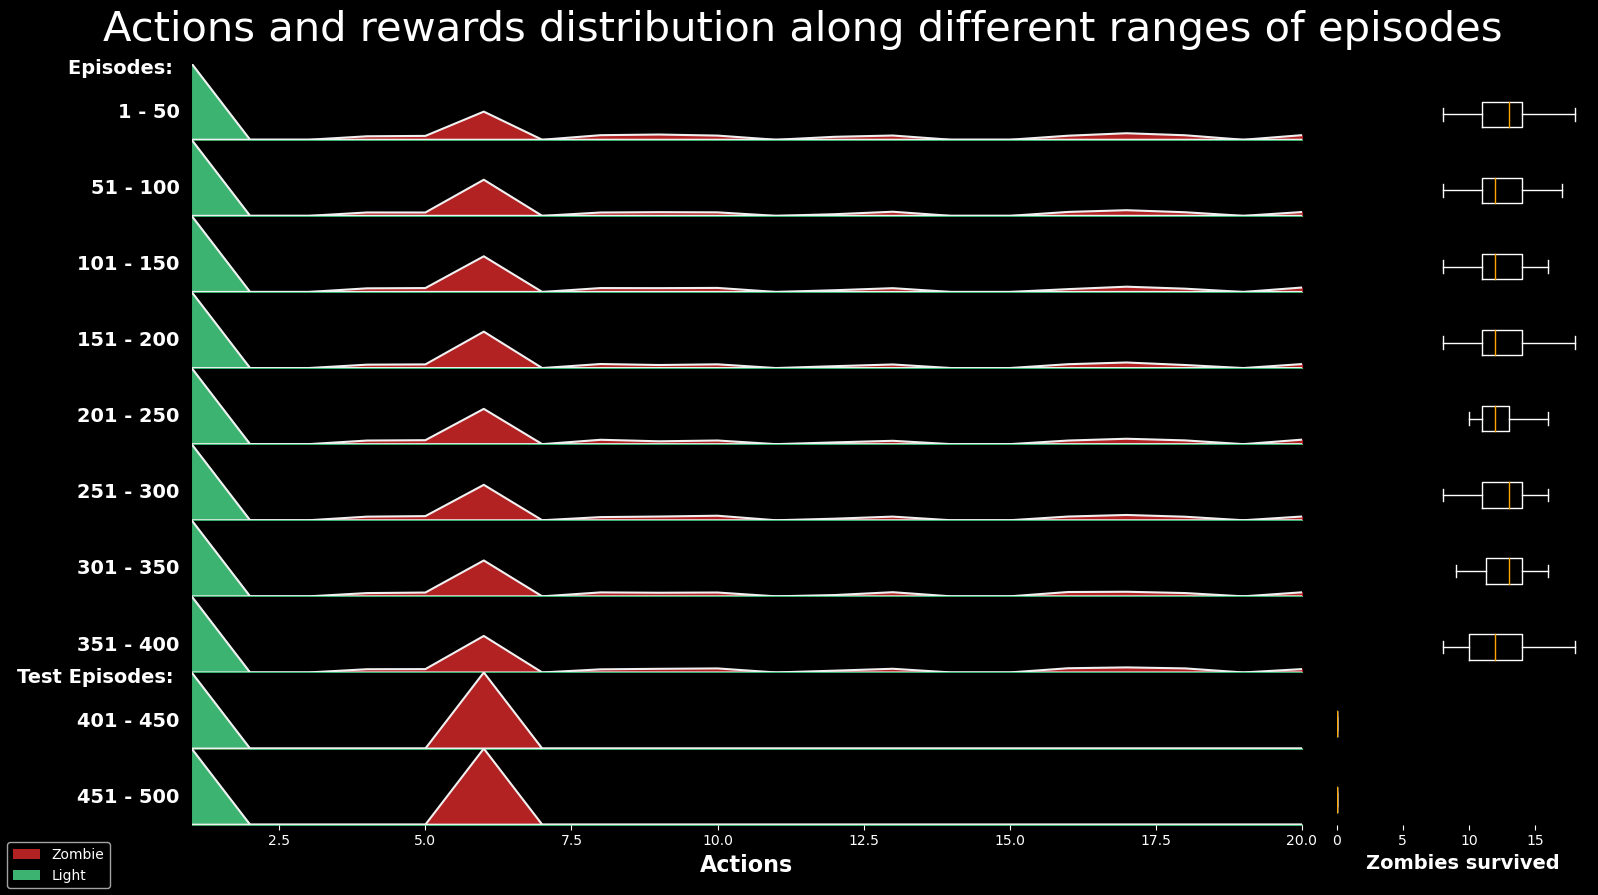 Actions and rewards distribution along different ranges of episodes
Episodes:
1 - 50
51 - 100
101 - 150
151 - 200
201 - 250
251 - 300
301 - 350
351 - 400
Test Episodes:
401 - 450
451 - 500
2.5 5.0 7.5 10.0 12.5 15.0 17.5 20.0
Actions
0 5 10 15
Zombies survived
Zombie
Light